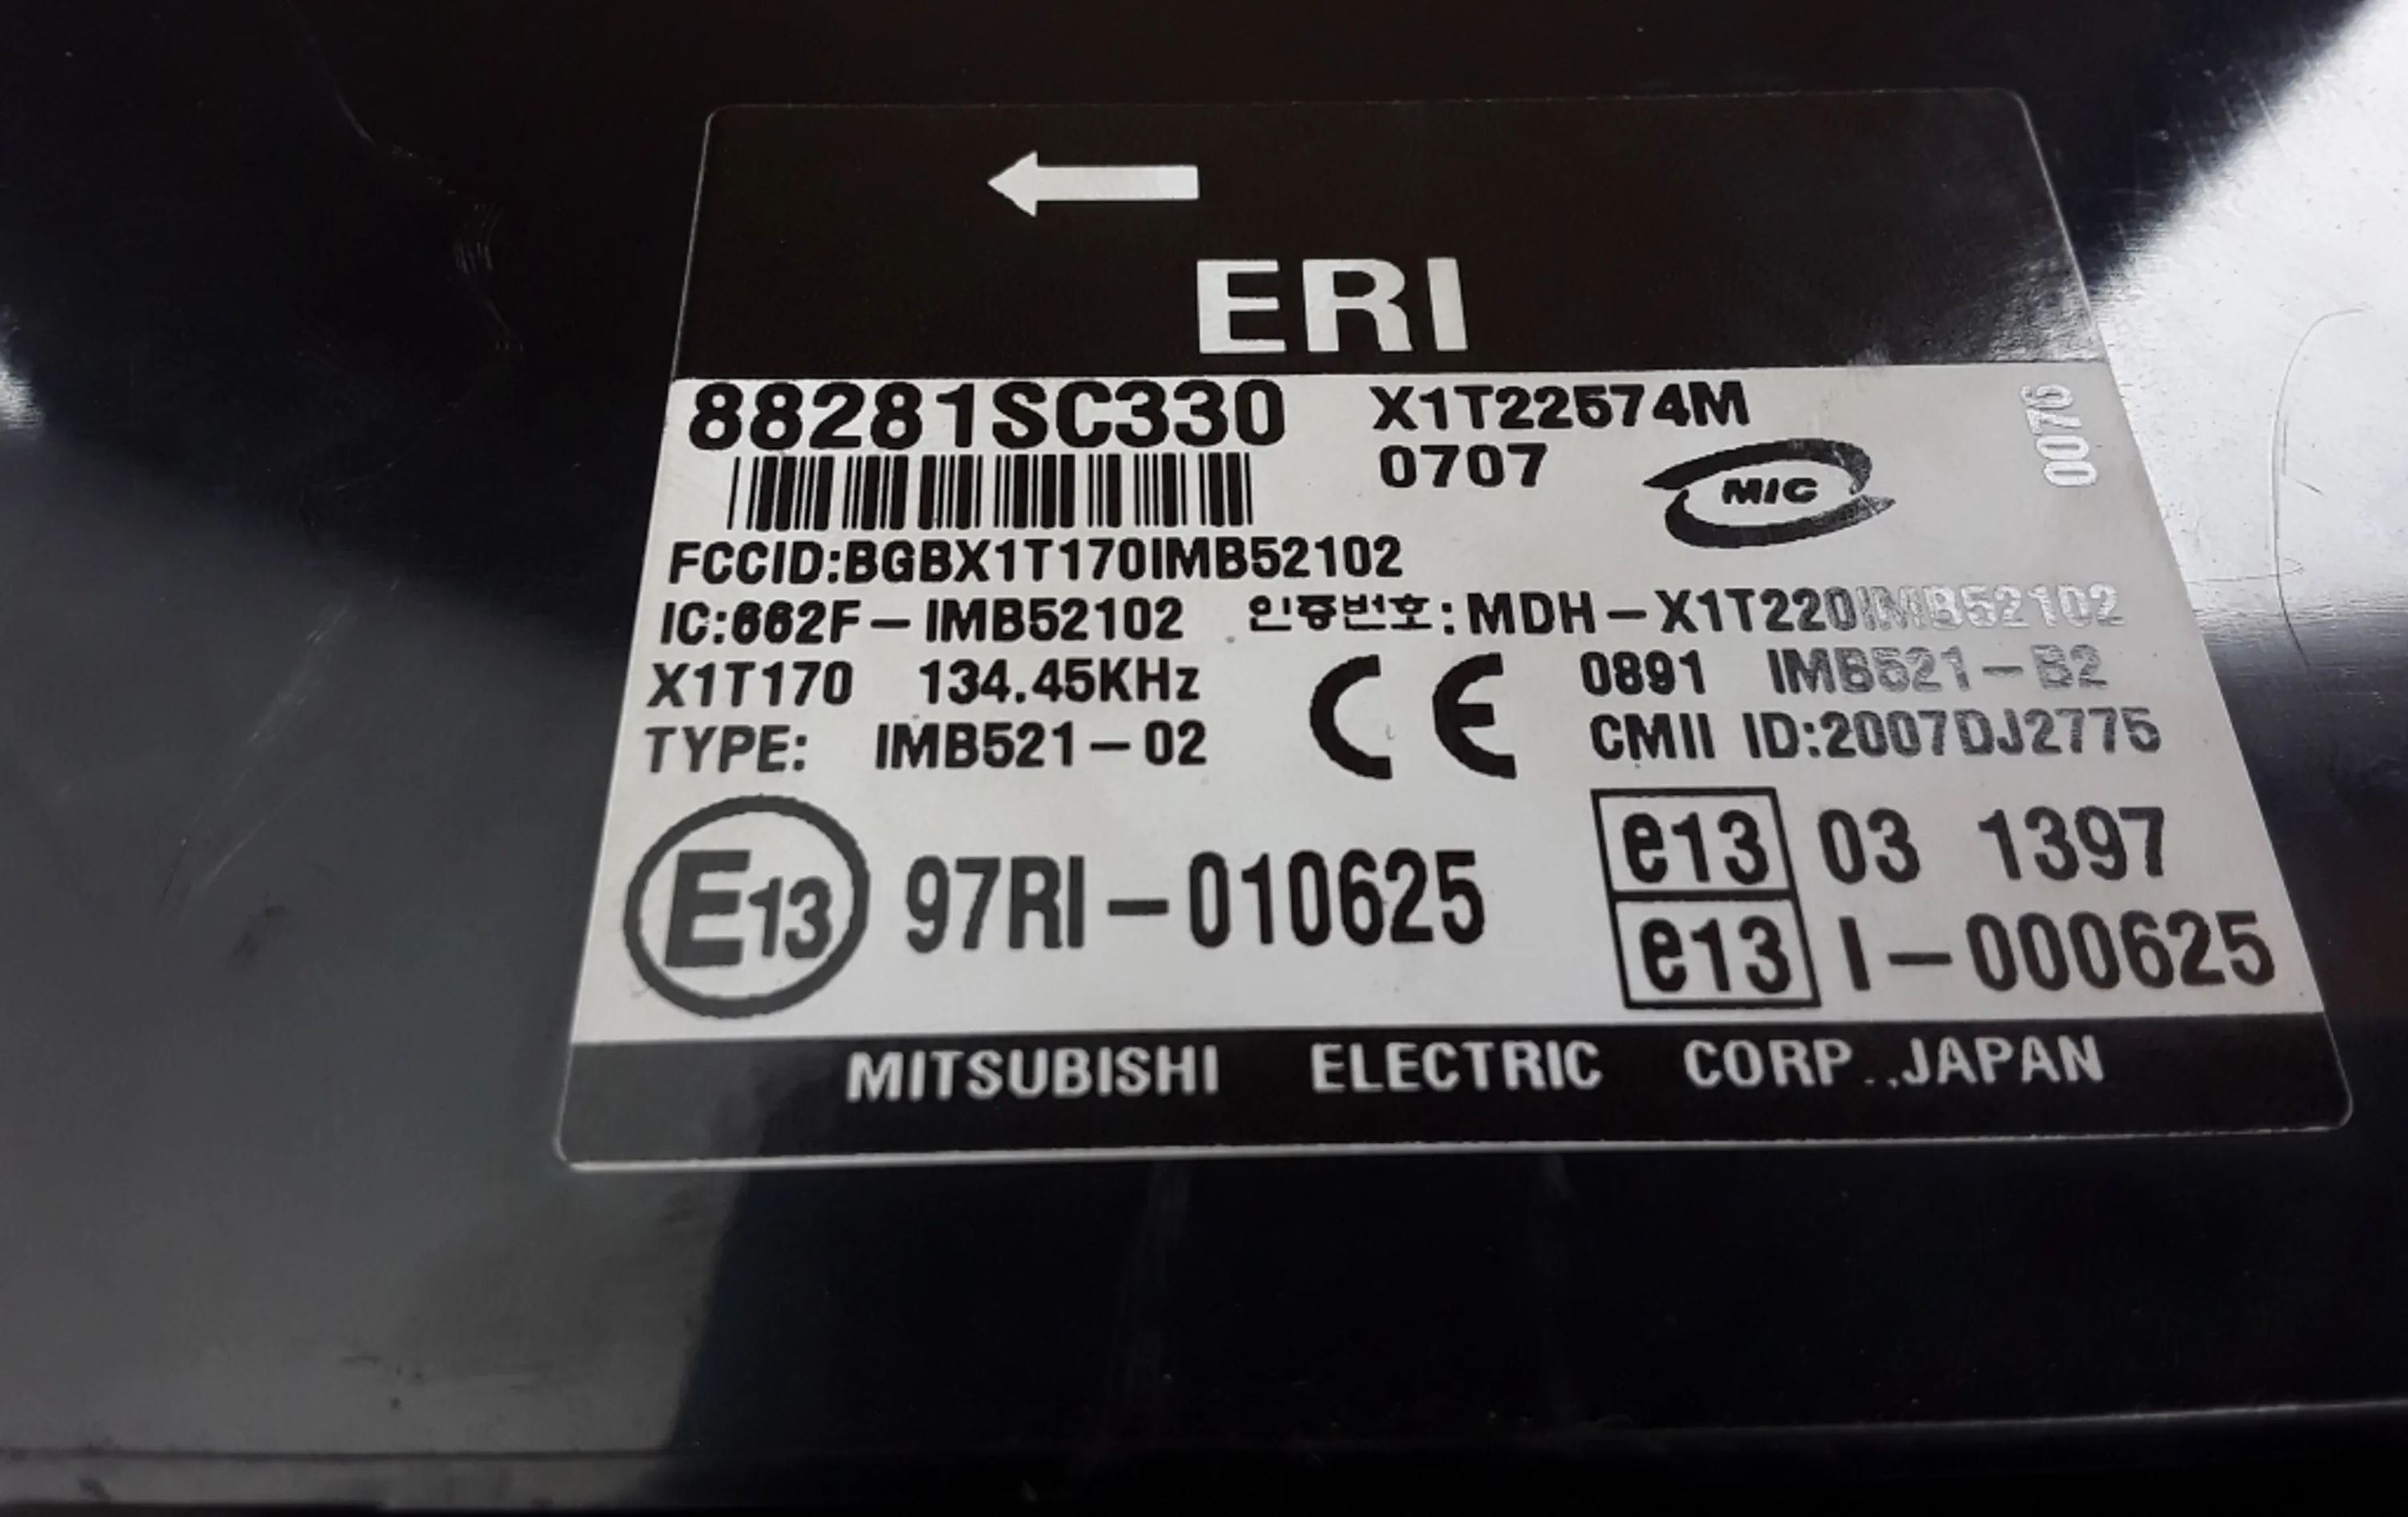 ERI
88281SC330 X1T22574M
0707 MIC 0076
FCCID:BGBX1T170IMB52102
IC:662F-IMB52102 인증번호:MDH-X1T220IMB52102
X1T170 134.45KHz CE 0891 IMB521-B2
TYPE: IMB521-02 CMII ID:2007DJ2775
E13 97RI-010625 e13 03 1397
e13 I-000625
MITSUBISHI ELECTRIC CORP.,JAPAN